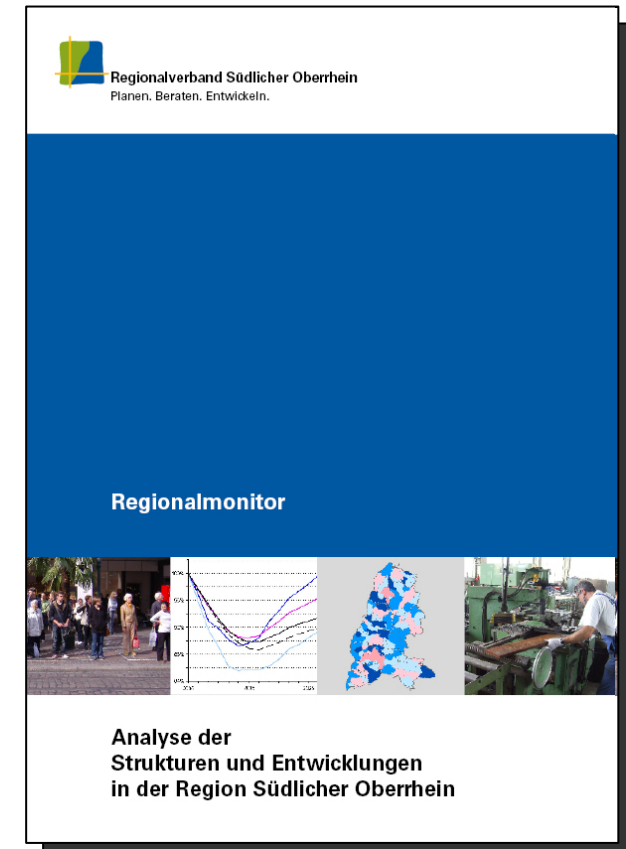 Regionalverband Südlicher Oberrhein
Planen. Beraten. Entwickeln.
Regionalmonitor
Analyse der
Strukturen und Entwicklungen
in der Region Südlicher Oberrhein